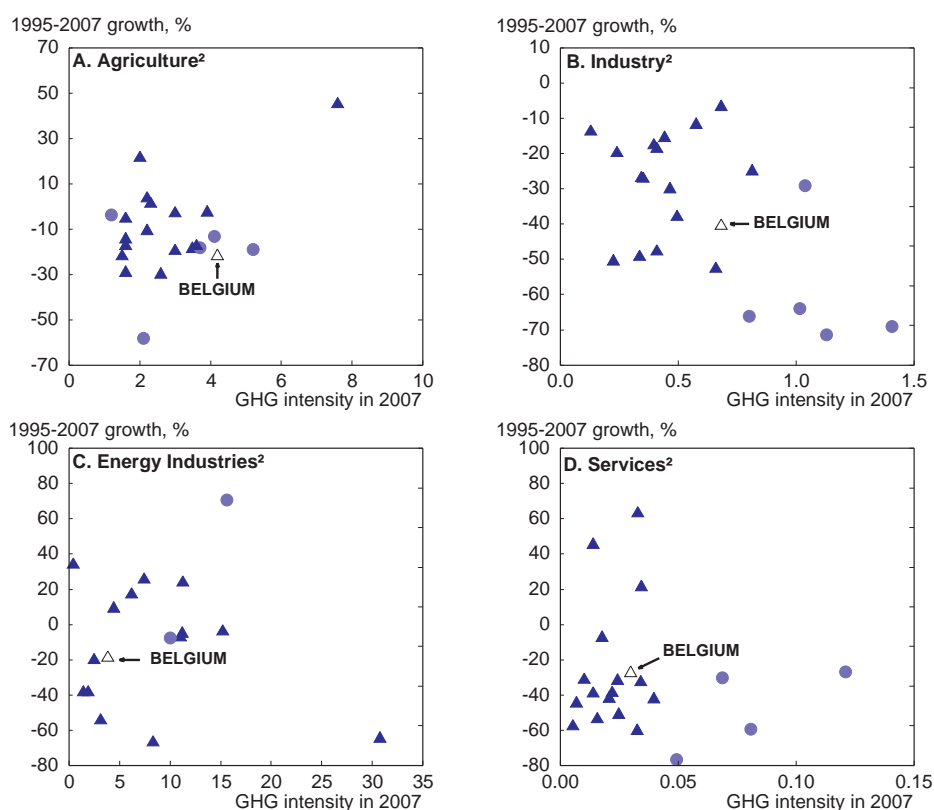 1995-2007 growth, %
A. Agriculture²
70
50
30
10
-10
-30
-50
-70
BELGIUM
0 2 4 6 8 10
GHG intensity in 2007
1995-2007 growth, %
B. Industry²
10
0
-10
-20
-30
-40
-50
-60
-70
-80
BELGIUM
0.0 0.5 1.0 1.5
GHG intensity in 2007
1995-2007 growth, %
C. Energy Industries²
100
80
60
40
20
0
-20
-40
-60
-80
BELGIUM
0 5 10 15 20 25 30 35
GHG intensity in 2007
1995-2007 growth, %
D. Services²
100
80
60
40
20
0
-20
-40
-60
-80
BELGIUM
0.00 0.05 0.10 0.15
GHG intensity in 2007